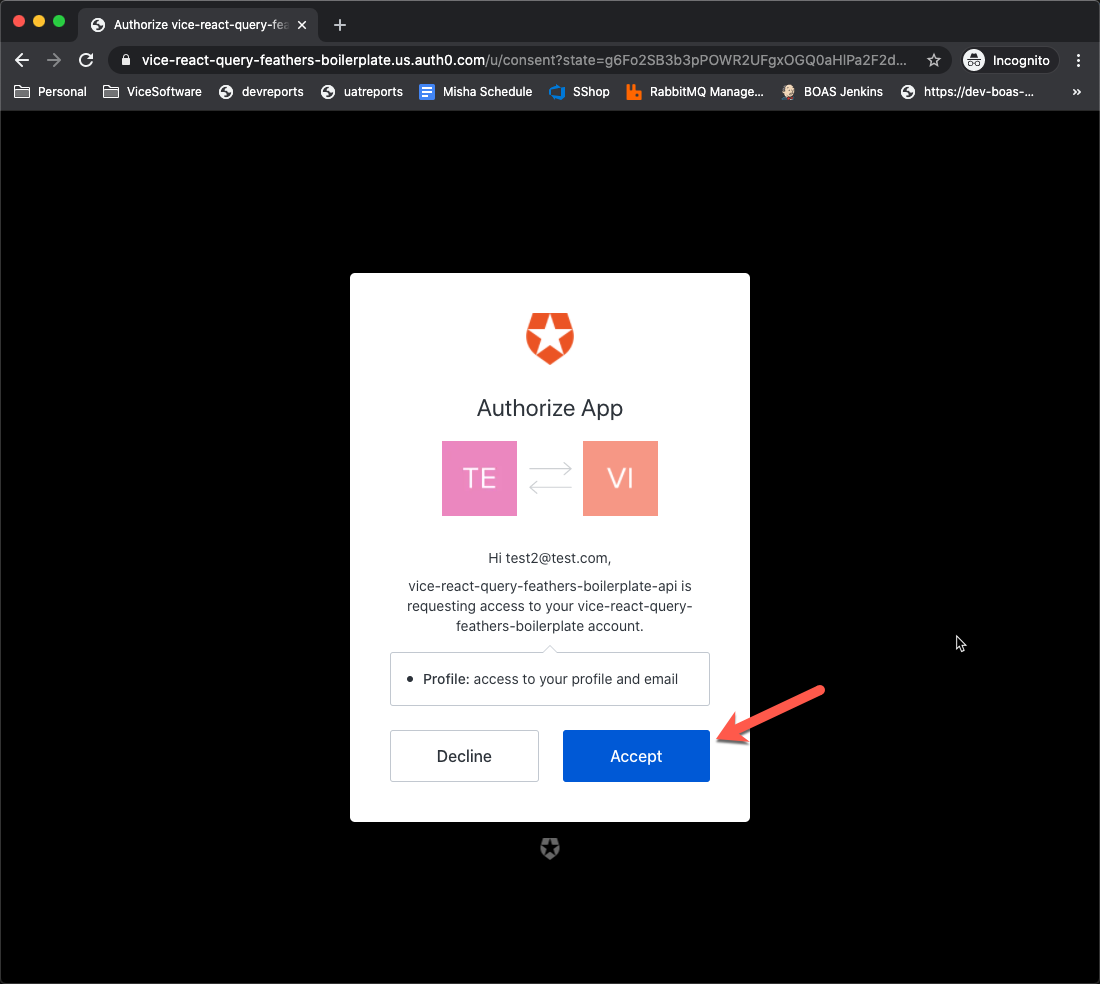 Authorize vice-react-query-fea
vice-react-query-feathers-boilerplate.us.auth0.com/u/consent?state=g6Fo2SB3b3pPOWR2UFgxOGQ0aHlPa2F2d...
Incognito
Personal
ViceSoftware
devreports
uatreports
Misha Schedule
SShop
RabbitMQ Manage...
BOAS Jenkins
https://dev-boas-...
»
Authorize App
TE
VI
Hi test2@test.com,
vice-react-query-feathers-boilerplate-api is
requesting access to your vice-react-query-
feathers-boilerplate account.
• Profile: access to your profile and email
Decline
Accept